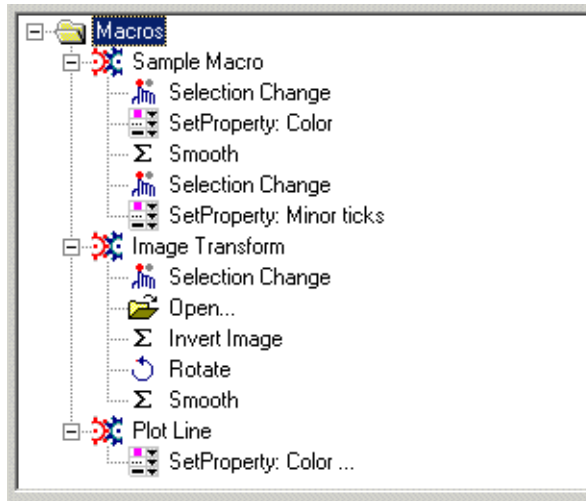 Macros
Sample Macro
Selection Change
SetProperty: Color
Σ Smooth
Selection Change
SetProperty: Minor ticks
Image Transform
Selection Change
Open...
Σ Invert Image
Rotate
Σ Smooth
Plot Line
SetProperty: Color ...